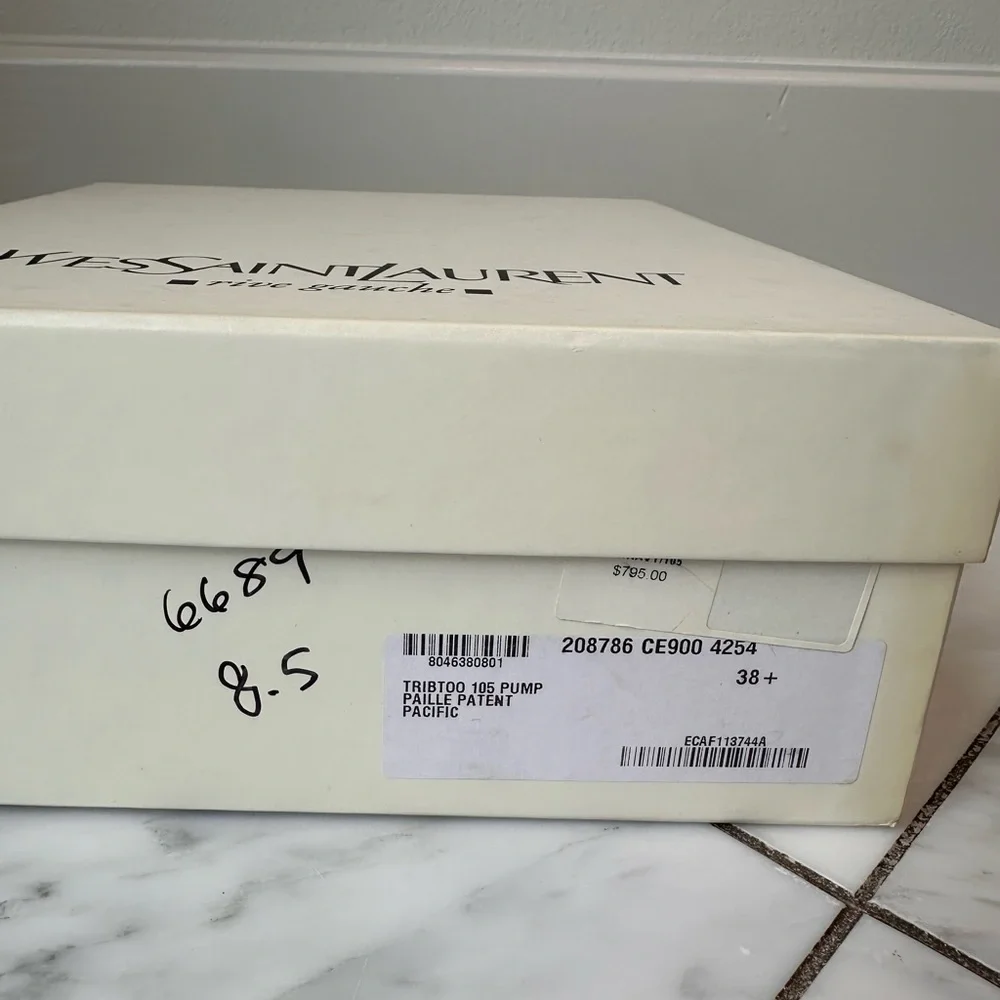 YVESSAINTLAURENT
rive gauche
6689
8.5
$795.00
8046380801
208786 CE900 4254
38+
TRIBTOO 105 PUMP
PAILLE PATENT
PACIFIC
ECAF113744A